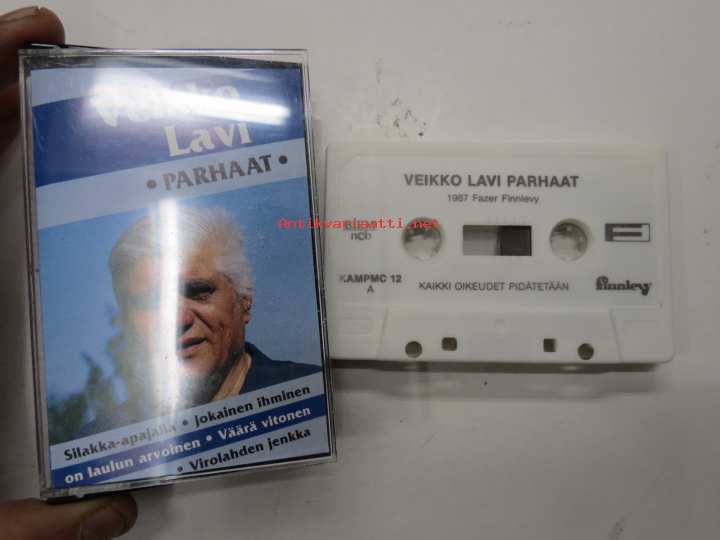 Veikko
Lavi
• PARHAAT •
Silakka-apajalla • Jokainen ihminen
on laulun arvoinen • Väärä vitonen
• Virolahden jenkka
Antikvariaatti.net
VEIKKO LAVI PARHAAT
1987 Fazer Finnlevy
ncb
KAMPMC 12
A
KAIKKI OIKEUDET PIDÄTETÄÄN
finnlevy